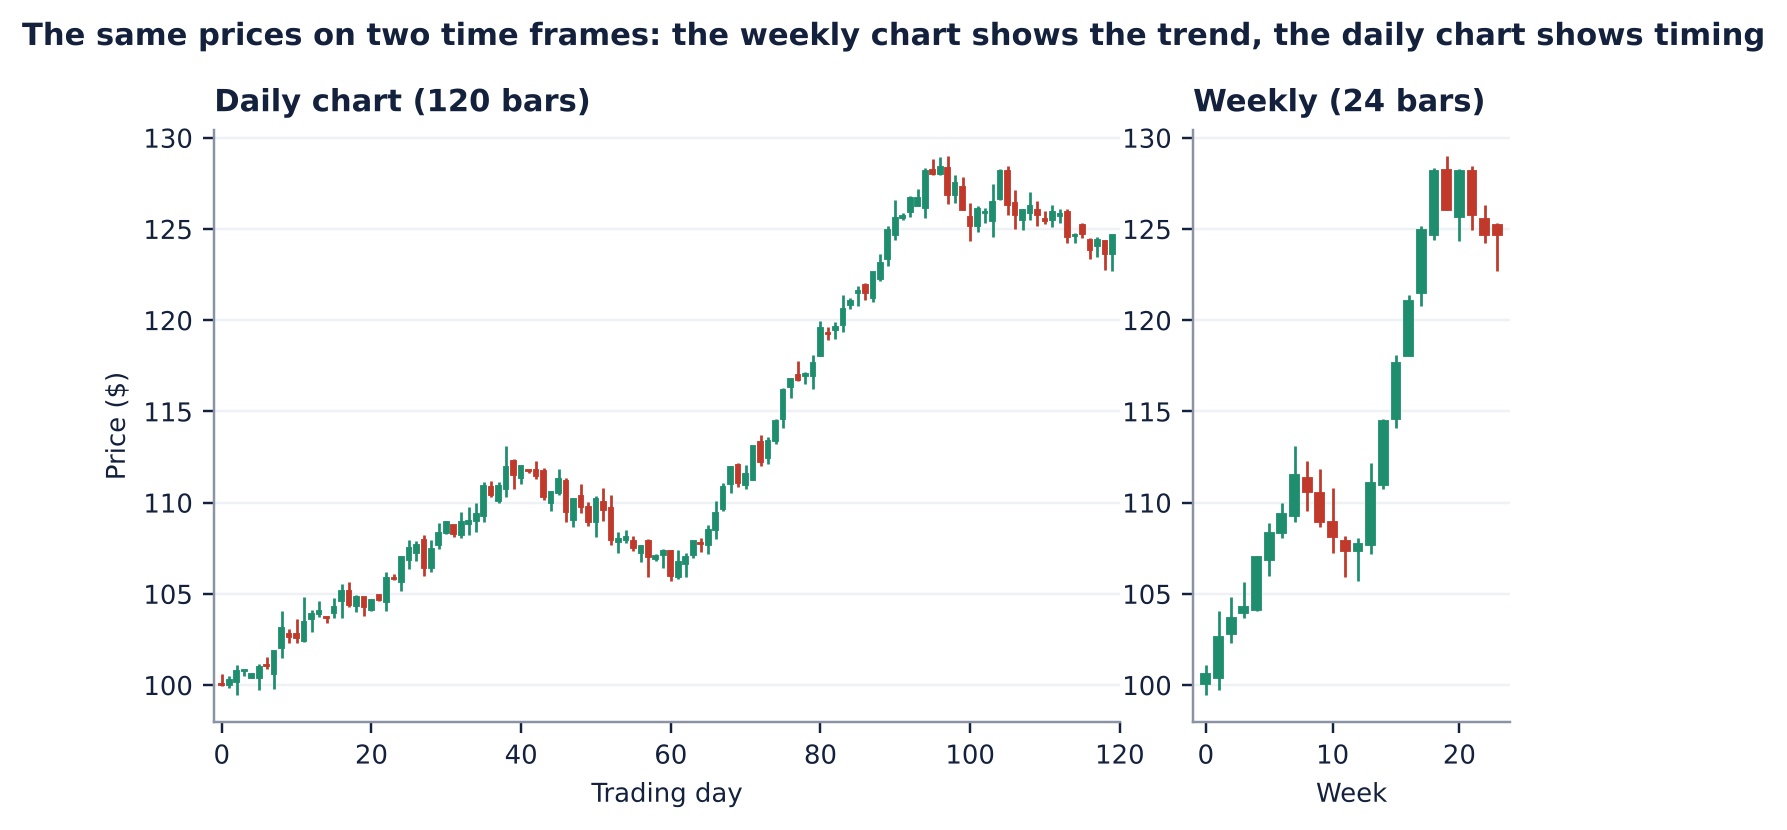 The same prices on two time frames: the weekly chart shows the trend, the daily chart shows timing
Daily chart (120 bars)
Price ($)
130
125
120
115
110
105
100
0 20 40 60 80 100 120
Trading day
Weekly (24 bars)
130
125
120
115
110
105
100
0 10 20
Week